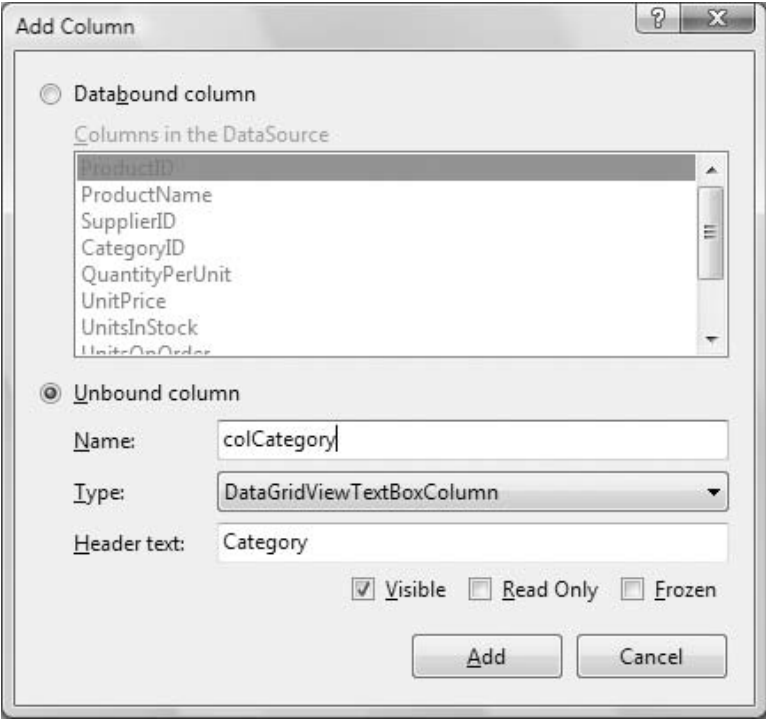 Add Column
Databound column
Columns in the DataSource
ProductID
ProductName
SupplierID
CategoryID
QuantityPerUnit
UnitPrice
UnitsInStock
UnitsOnOrder
Unbound column
Name: colCategory
Type: DataGridViewTextBoxColumn
Header text: Category
Visible Read Only Frozen
Add Cancel